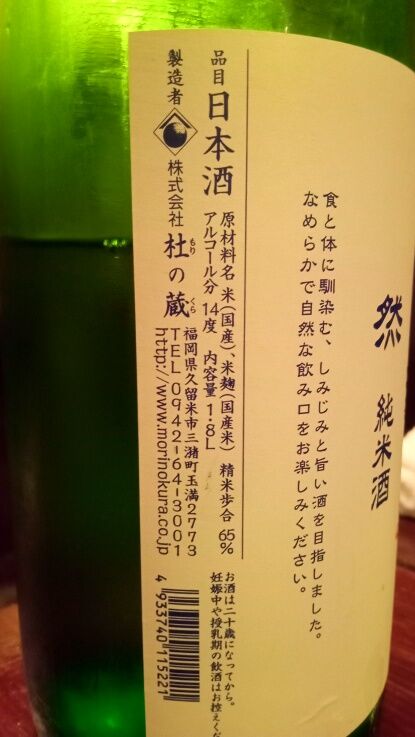 然 純米酒
食と体に馴染む、しみじみと旨い酒を目指しました。
なめらかで自然な飲み口をお楽しみください。
品目 日本酒
原材料名 米(国産)、米麹(国産米) 精米歩合 65%
アルコール分 14度 内容量 1.8L
製造者 株式会社 杜の蔵
もり
くら
福岡県久留米市三潴町玉満2773
TEL 0942-64-3001
http://www.morinokura.co.jp
お酒は二十歳になってから。
妊娠中や授乳期の飲酒はお控えくだ
4 933740 115221